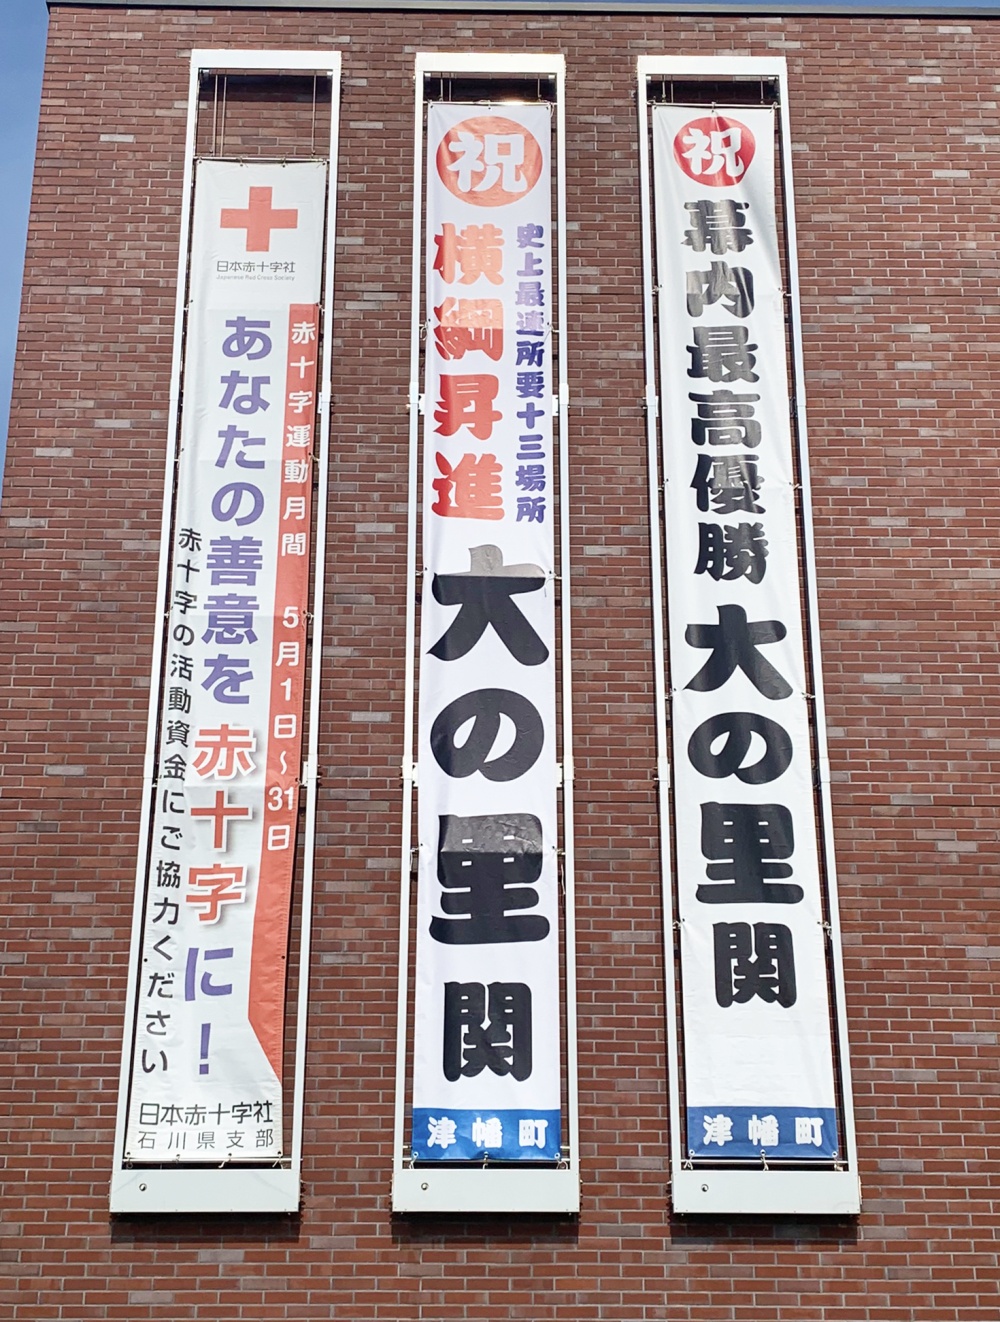 祝
幕内最高優勝 大の里関
津幡町
祝
史上最速所要十三場所
横綱昇進 大の里関
津幡町
日本赤十字社
Japanese Red Cross Society
赤十字運動月間 5月1日～31日
あなたの善意を 赤十字に!
赤十字の活動資金にご協力ください
日本赤十字社
石川県支部